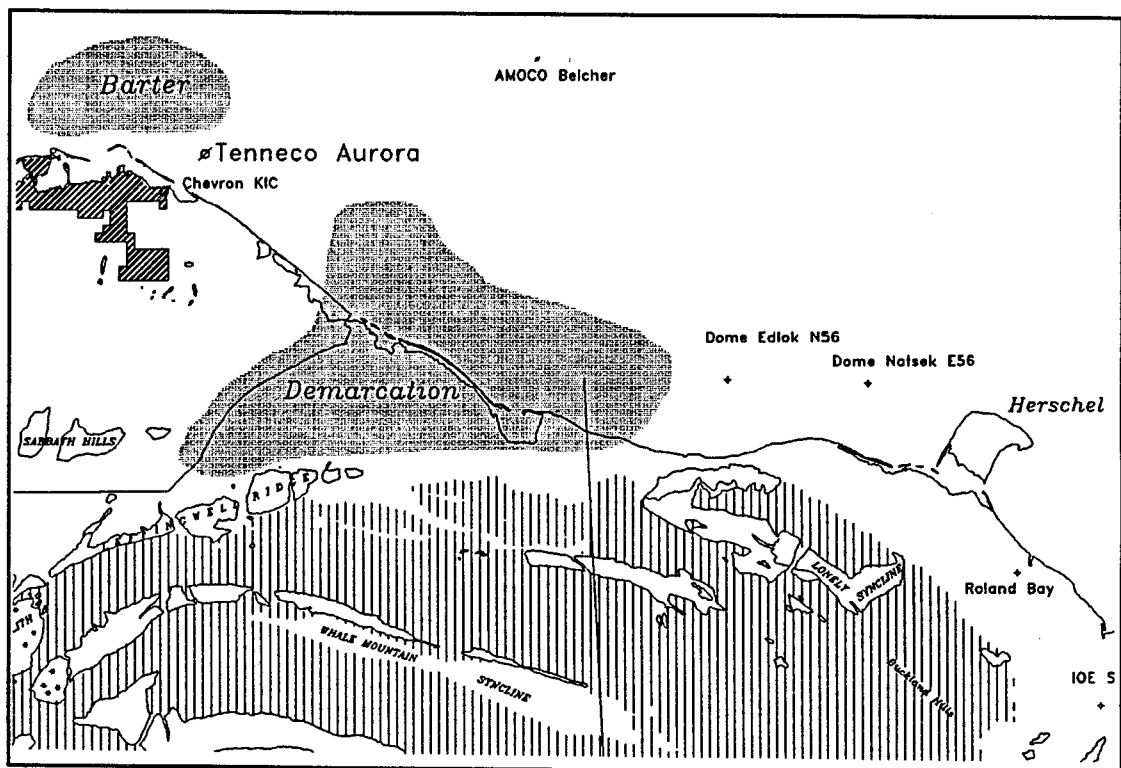 Barter
AMOCO Belcher
Tenneco Aurora
Chevron KIC
Dome Edlok N56
Dome Natsek E56
Demarcation
Herschel
SABBATH HILLS
RIDGE
LONELY
SYNCLINE
Roland Bay
WHALE MOUNTAIN
SYNCLINE
Buckland Hills
IOE S